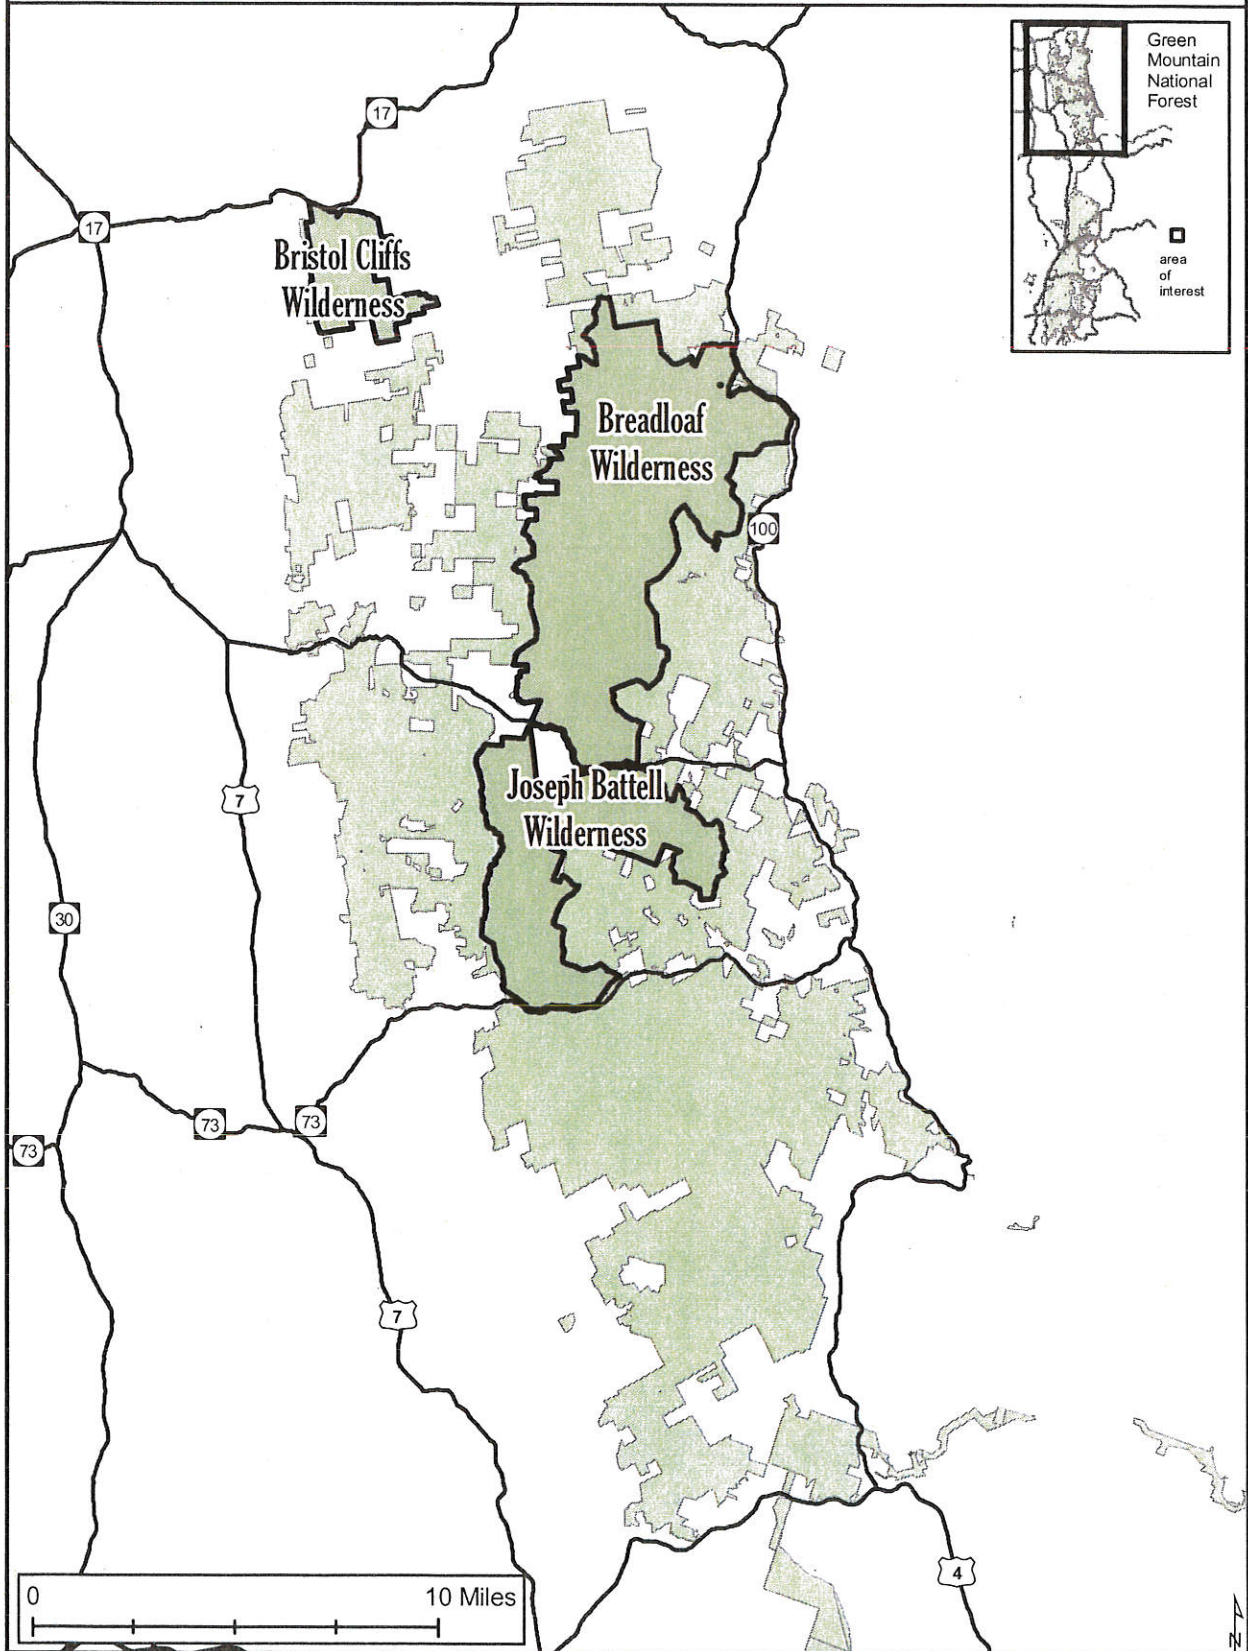 Green
Mountain
National
Forest
area
of
interest
17
17
Bristol Cliffs
Wilderness
Breadloaf
Wilderness
100
Joseph Battell
Wilderness
7
30
73
73
73
7
4
0
10 Miles
N